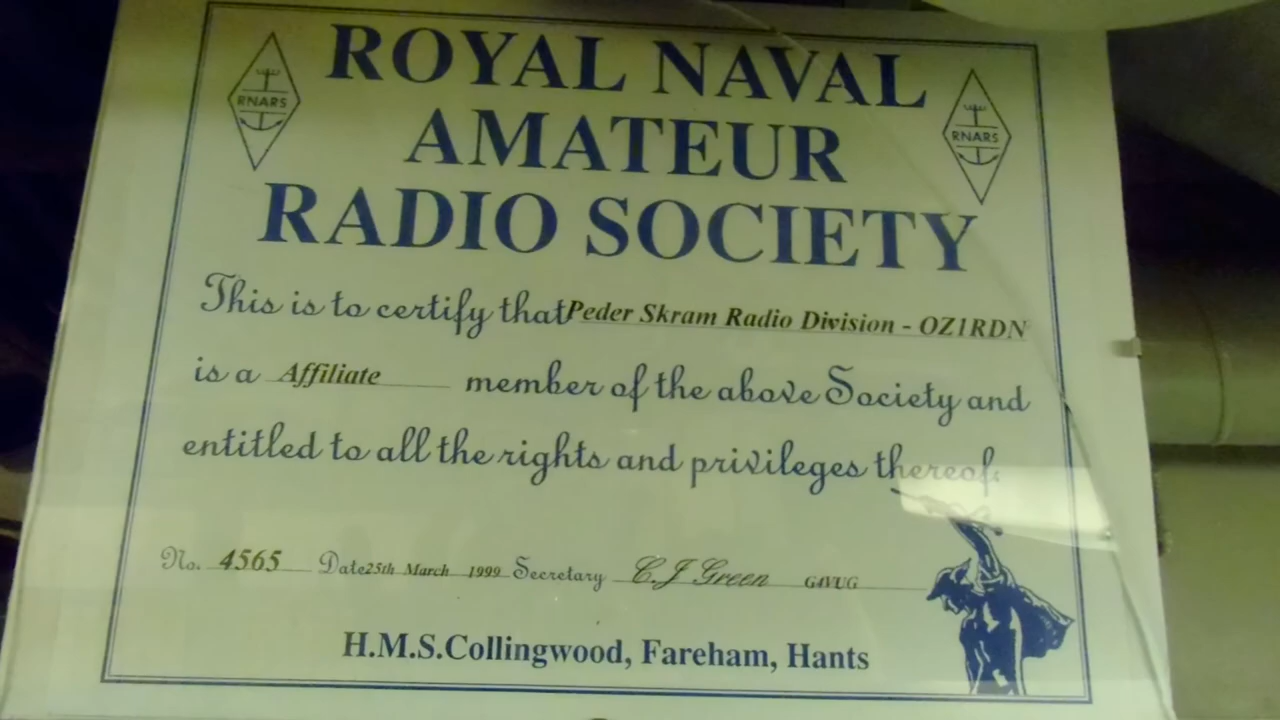 ROYAL NAVAL
AMATEUR
RADIO SOCIETY
RNARS
RNARS
This is to certify that Peder Skram Radio Division - OZ1RDN
is a Affiliate member of the above Society and
entitled to all the rights and privileges thereof.
No. 4565 Date 25th March 1999 Secretary C.J Green G4VUG
H.M.S.Collingwood, Fareham, Hants